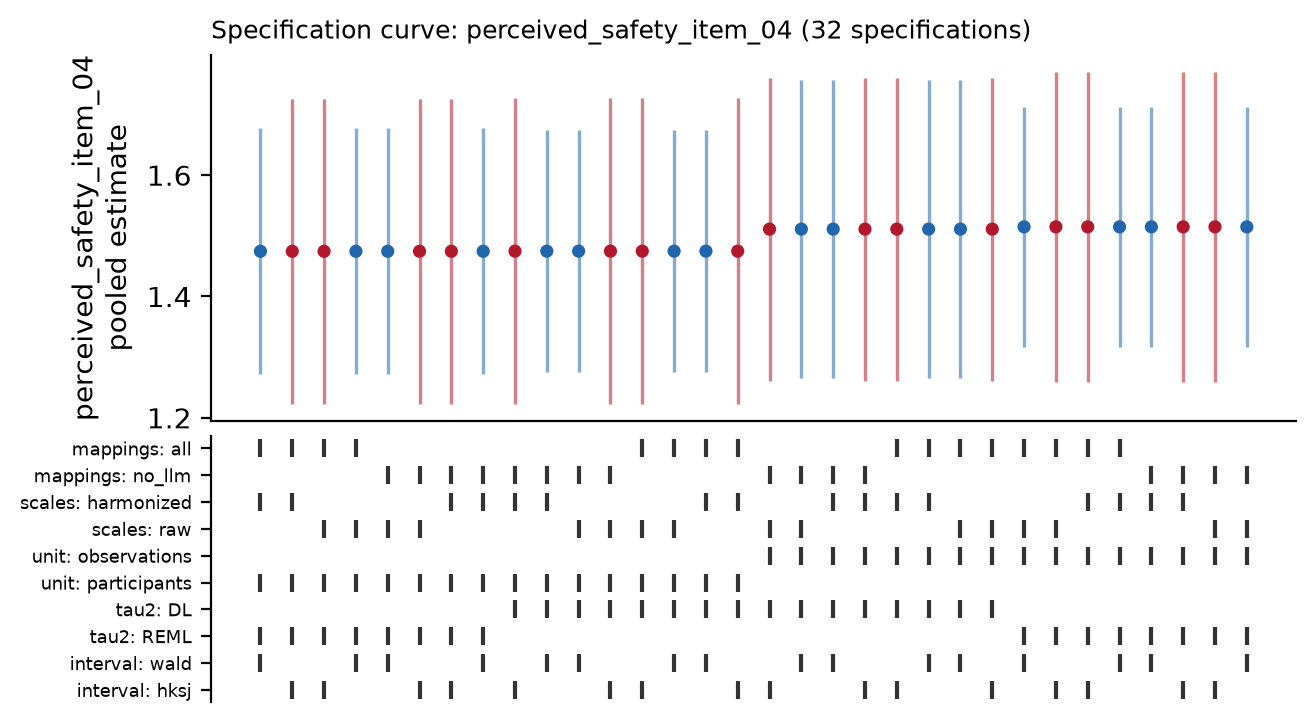 Specification curve: perceived_safety_item_04 (32 specifications)
perceived_safety_item_04
pooled estimate
1.6
1.4
1.2
mappings: all
mappings: no_llm
scales: harmonized
scales: raw
unit: observations
unit: participants
tau2: DL
tau2: REML
interval: wald
interval: hksj